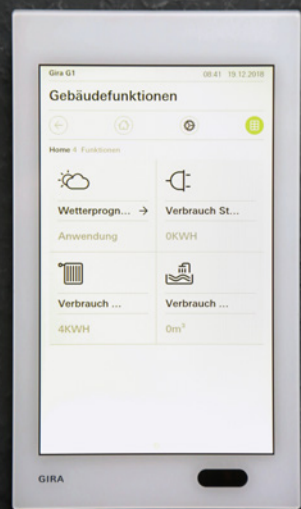 Gira G1 08:41 19.12.2018
Gebäudefunktionen
Home Funktionen
Wetterprogn... → Verbrauch St...
Anwendung 0KWH
Verbrauch ... Verbrauch ...
4KWH 0m³
GIRA